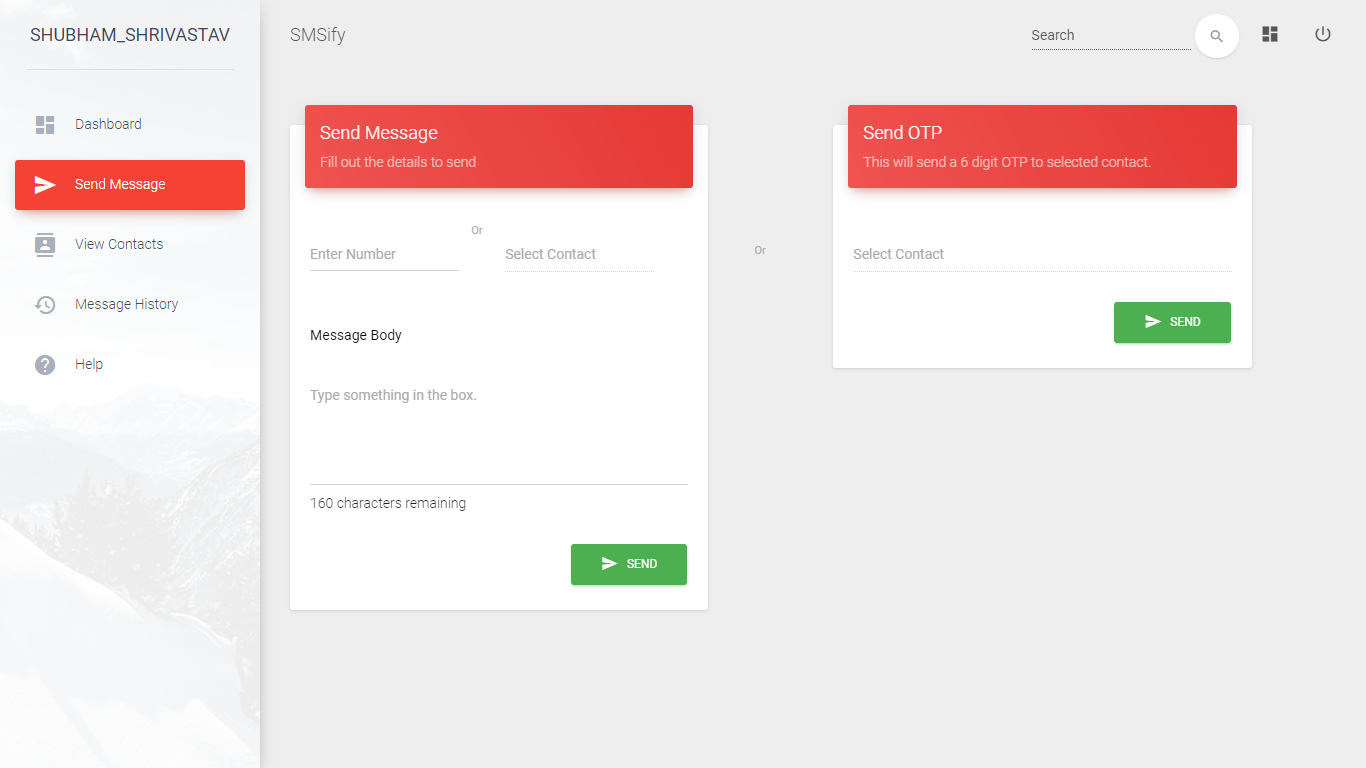 SHUBHAM_SHRIVASTAV
Dashboard
Send Message
View Contacts
Message History
Help
SMSify
Search
Send Message
Fill out the details to send
Enter Number
Or
Select Contact
Message Body
Type something in the box.
160 characters remaining
SEND
Or
Send OTP
This will send a 6 digit OTP to selected contact.
Select Contact
SEND